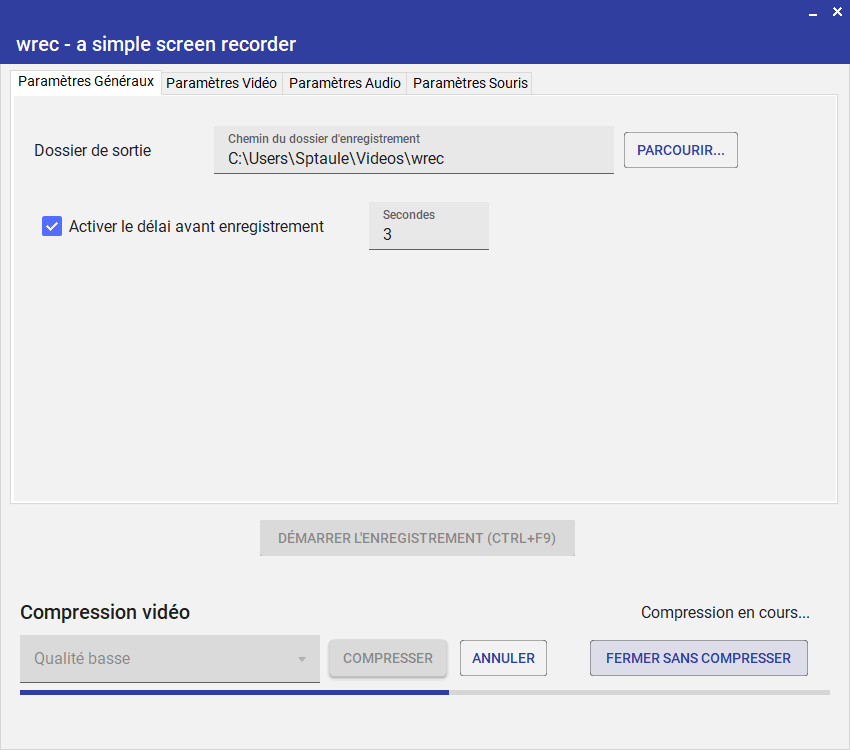 wrec - a simple screen recorder
Paramètres Généraux Paramètres Vidéo Paramètres Audio Paramètres Souris
Dossier de sortie
Chemin du dossier d'enregistrement
C:\Users\Sptaule\Videos\wrec
PARCOURIR...
Activer le délai avant enregistrement
Secondes
3
DÉMARRER L'ENREGISTREMENT (CTRL+F9)
Compression vidéo
Compression en cours...
Qualité basse
COMPRESSER
ANNULER
FERMER SANS COMPRESSER